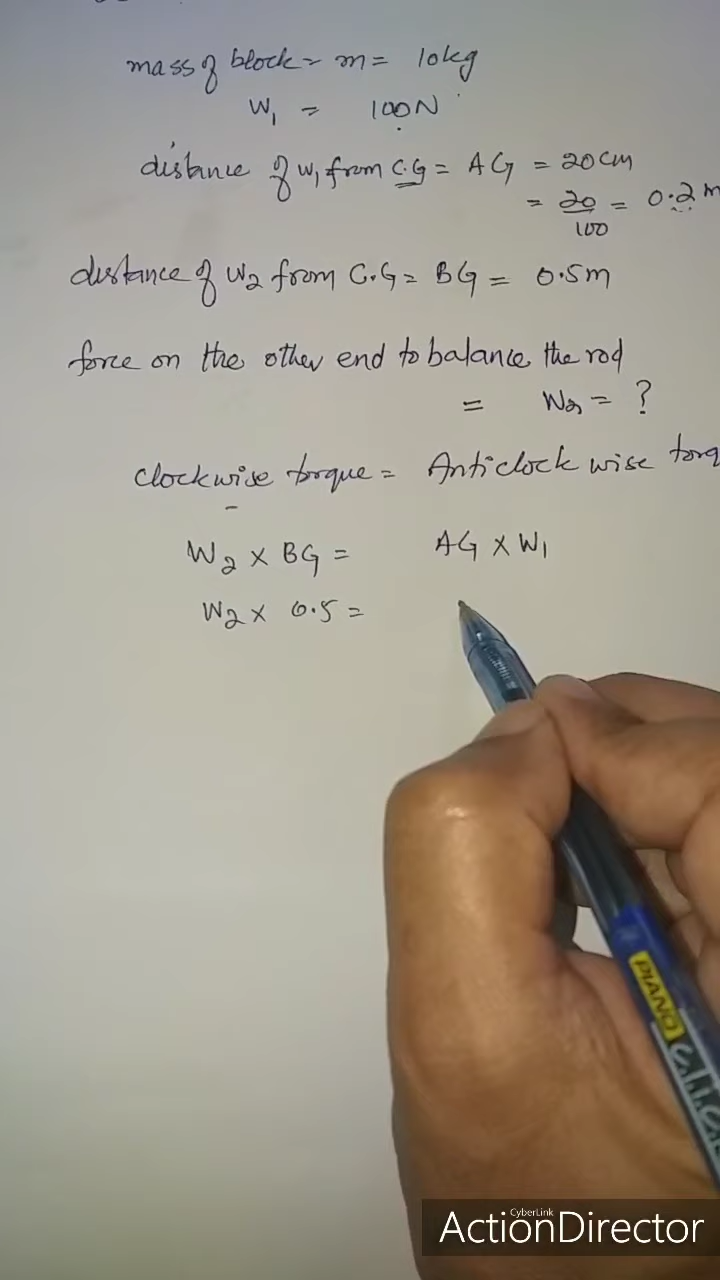 mass of block = m = 10kg
W₁ = 100N
distance of W₁ from C.G = AG = 20cm
= 20/100 = 0.2m
distance of W₂ from C.G = BG = 0.5m
force on the other end to balance the rod
= W₂ = ?
Clockwise torque = Anticlockwise torq
W₂ × BG = AG × W₁
W₂ × 0.5 =
PIANO
CyberLink
ActionDirector